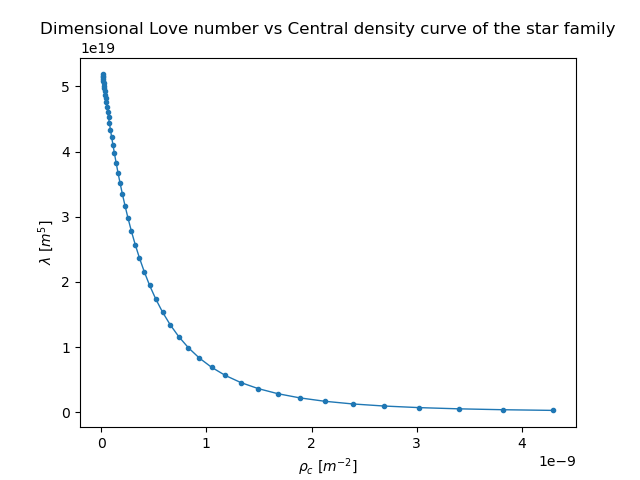 Dimensional Love number vs Central density curve of the star family
1e19
5
4
3
2
1
0
λ [m⁵]
0 1 2 3 4
1e−9
ρ_c [m⁻²]